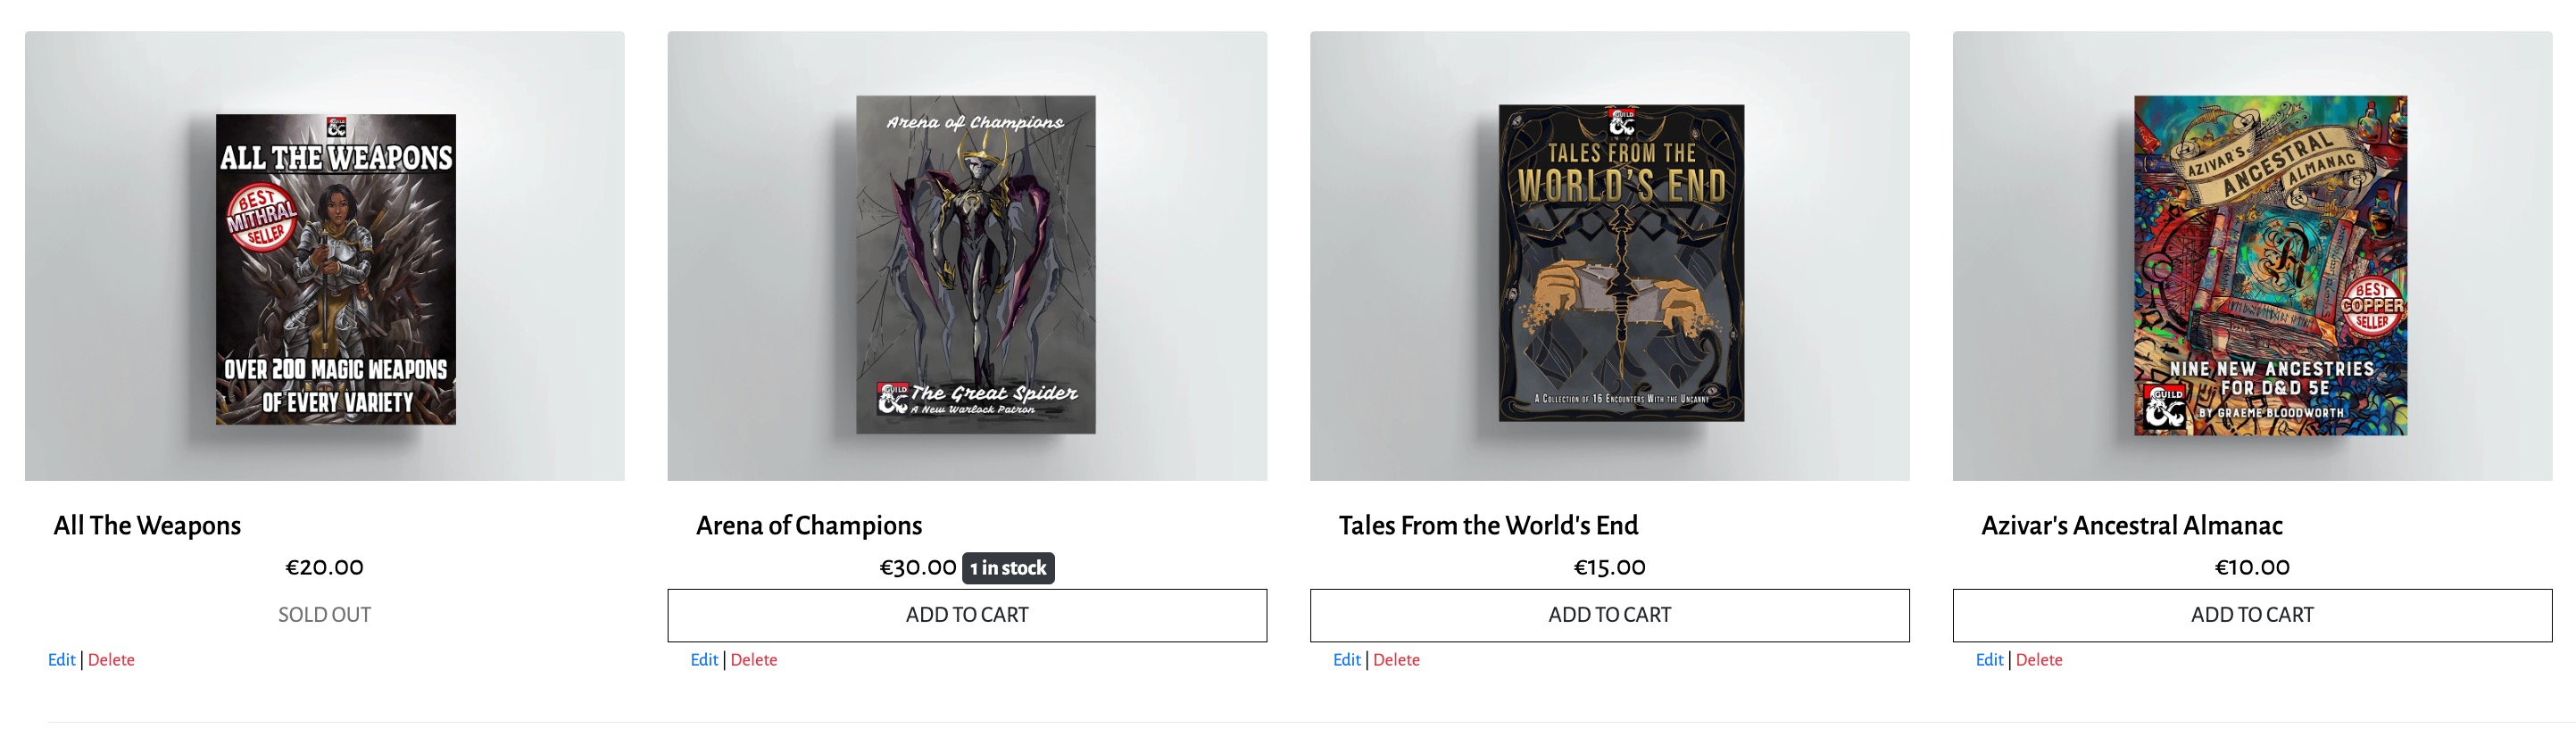 GUILD
ALL THE WEAPONS
BEST
MITHRAL
SELLER
OVER 200 MAGIC WEAPONS
OF EVERY VARIETY
All The Weapons
€20.00
SOLD OUT
Edit | Delete
Arena of Champions
GUILD
The Great Spider
A New Warlock Patron
Arena of Champions
€30.00 1 in stock
ADD TO CART
Edit | Delete
GUILD
TALES FROM THE
WORLD'S END
A Collection of 16 Encounters With the Uncanny
Tales From the World's End
€15.00
ADD TO CART
Edit | Delete
AZIVAR'S
ANCESTRAL
ALMANAC
BEST
COPPER
SELLER
NINE NEW ANCESTRIES
FOR D&D 5E
GUILD
BY GRAEME BLOODWORTH
Azivar's Ancestral Almanac
€10.00
ADD TO CART
Edit | Delete